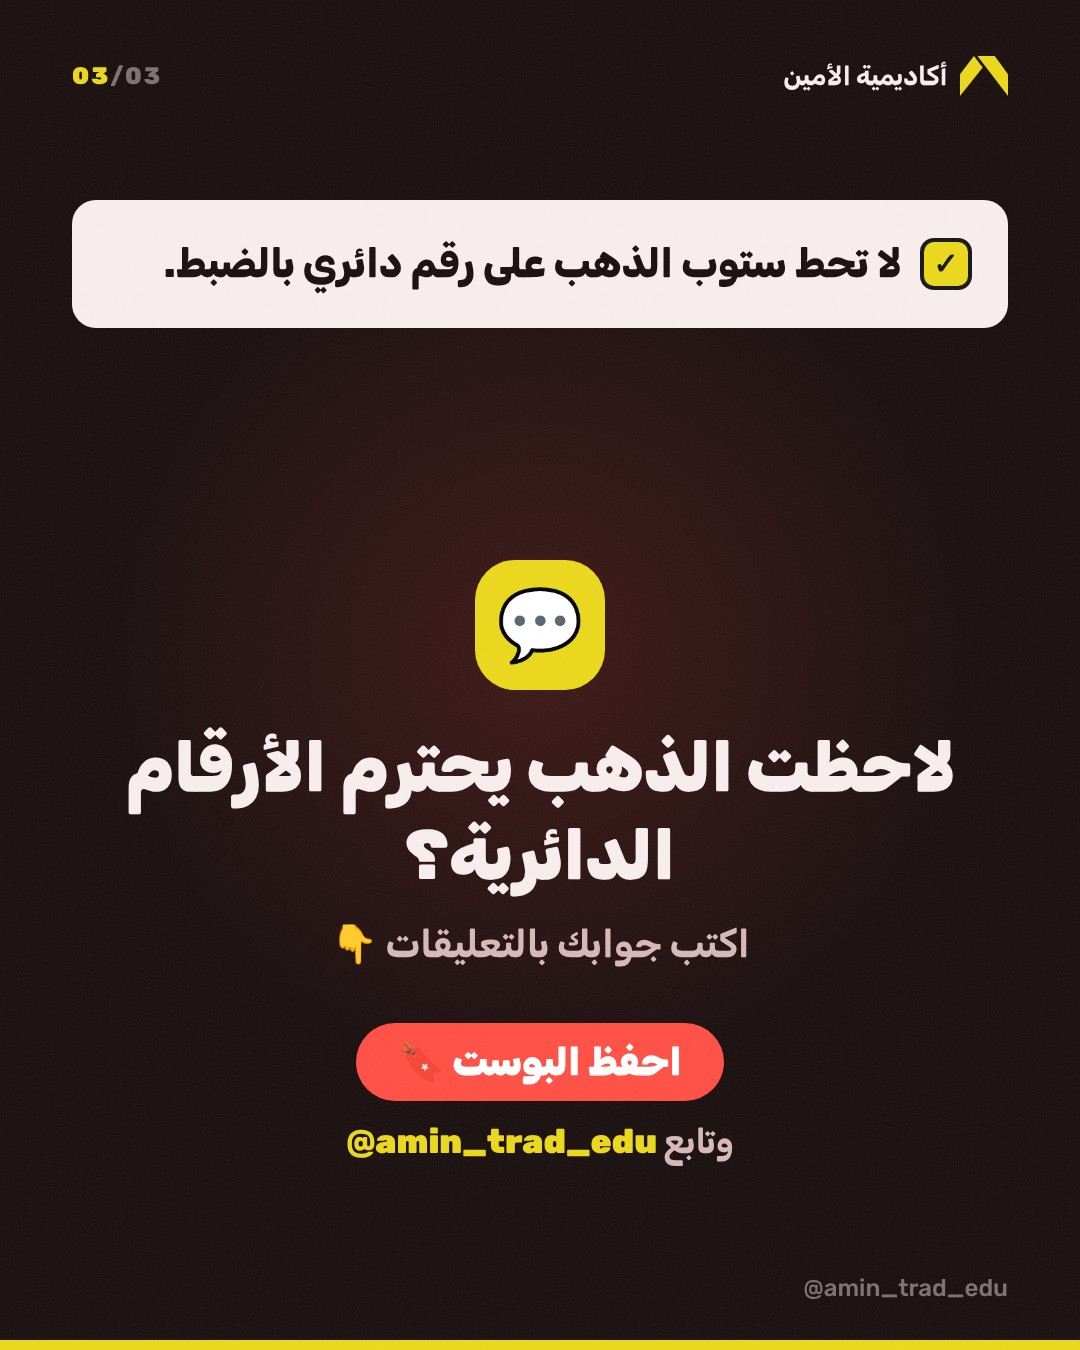 أكاديمية الأمين
03/03
✓ لا تحط ستوب الذهب على رقم دائري بالضبط.
لاحظت الذهب يحترم الأرقام
الدائرية؟
اكتب جوابك بالتعليقات 👇
احفظ البوست 🔖
وتابع @amin_trad_edu
@amin_trad_edu